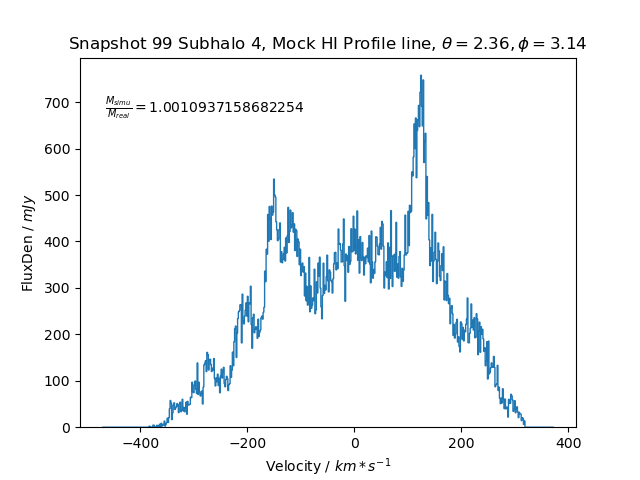 Snapshot 99 Subhalo 4, Mock HI Profile line, θ = 2.36, ϕ = 3.14
M_simu/M_real = 1.0010937158682254
700
600
500
400
300
200
100
0
FluxDen / mJy
−400 −200 0 200 400
Velocity / km * s^−1